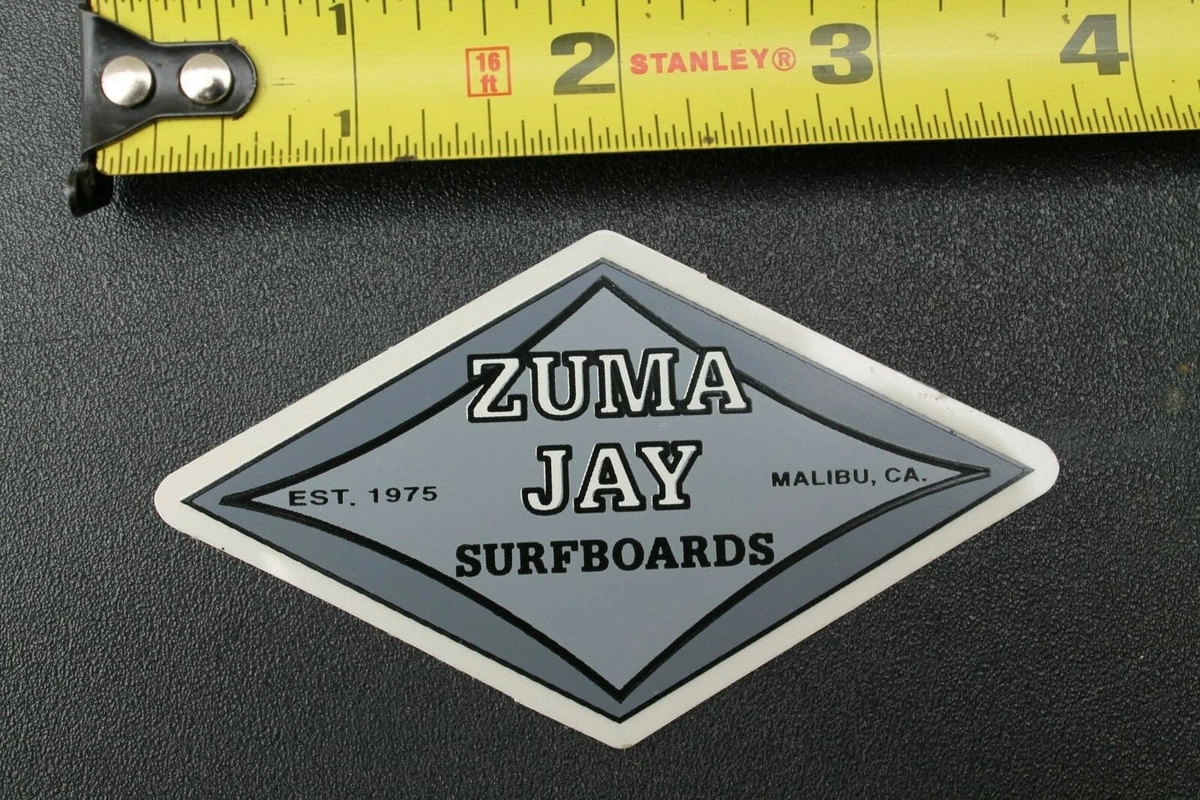 1 16 ft 2 STANLEY® 3 4
1
ZUMA
JAY
EST. 1975 MALIBU, CA.
SURFBOARDS